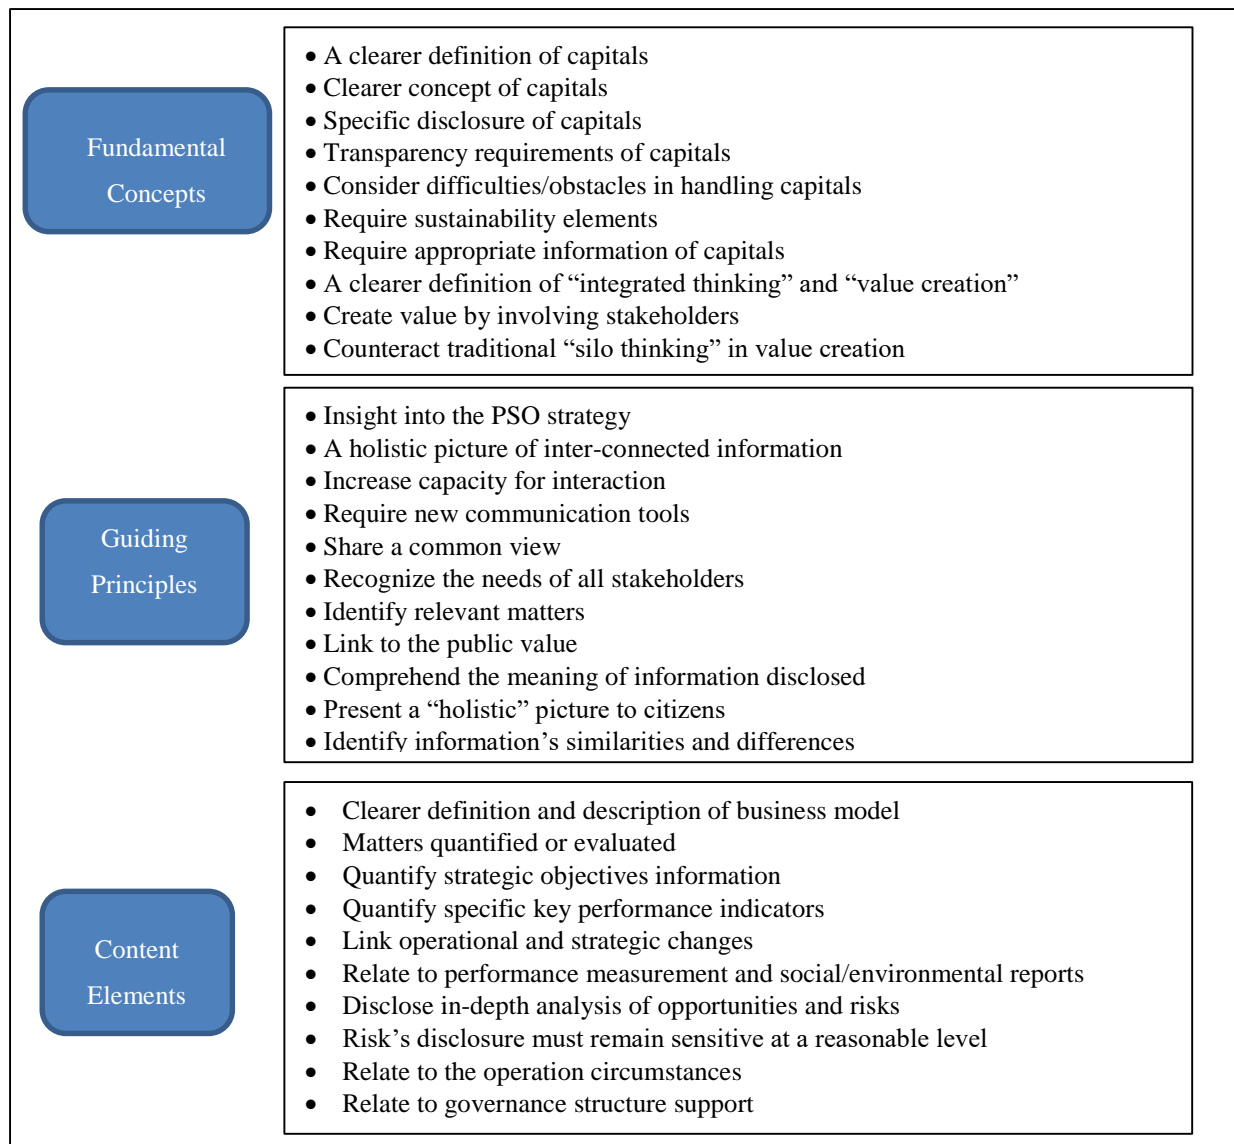 Fundamental
Concepts
• A clearer definition of capitals
• Clearer concept of capitals
• Specific disclosure of capitals
• Transparency requirements of capitals
• Consider difficulties/obstacles in handling capitals
• Require sustainability elements
• Require appropriate information of capitals
• A clearer definition of “integrated thinking” and “value creation”
• Create value by involving stakeholders
• Counteract traditional “silo thinking” in value creation
Guiding
Principles
• Insight into the PSO strategy
• A holistic picture of inter-connected information
• Increase capacity for interaction
• Require new communication tools
• Share a common view
• Recognize the needs of all stakeholders
• Identify relevant matters
• Link to the public value
• Comprehend the meaning of information disclosed
• Present a “holistic” picture to citizens
• Identify information’s similarities and differences
Content
Elements
• Clearer definition and description of business model
• Matters quantified or evaluated
• Quantify strategic objectives information
• Quantify specific key performance indicators
• Link operational and strategic changes
• Relate to performance measurement and social/environmental reports
• Disclose in-depth analysis of opportunities and risks
• Risk’s disclosure must remain sensitive at a reasonable level
• Relate to the operation circumstances
• Relate to governance structure support